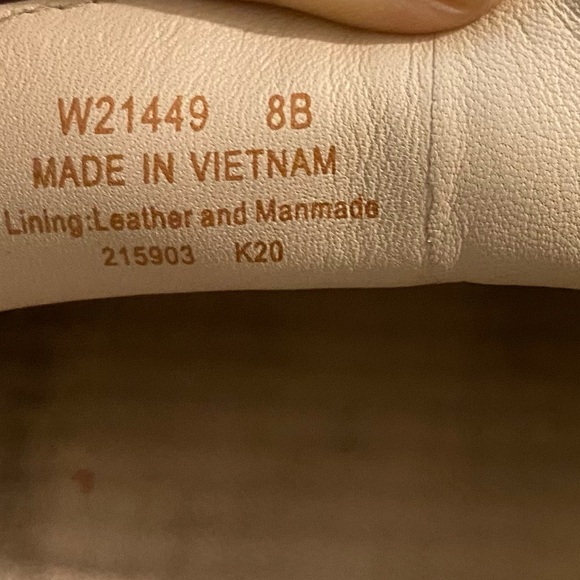 W21449 8B
MADE IN VIETNAM
Lining:Leather and Manmade
215903 K20